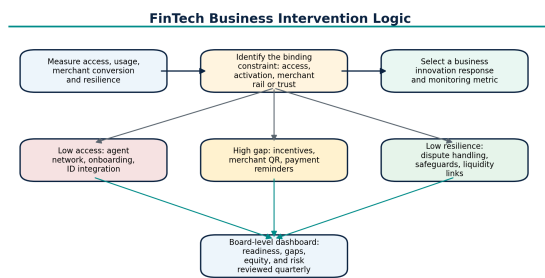 FinTech Business Intervention Logic
Measure access, usage,
merchant conversion
and resilience
Identify the binding
constraint: access,
activation, merchant
rail or trust
Select a business
innovation response
and monitoring metric
Low access: agent
network, onboarding,
ID integration
High gap: incentives,
merchant QR, payment
reminders
Low resilience:
dispute handling,
safeguards, liquidity
links
Board-level dashboard:
readiness, gaps,
equity, and risk
reviewed quarterly